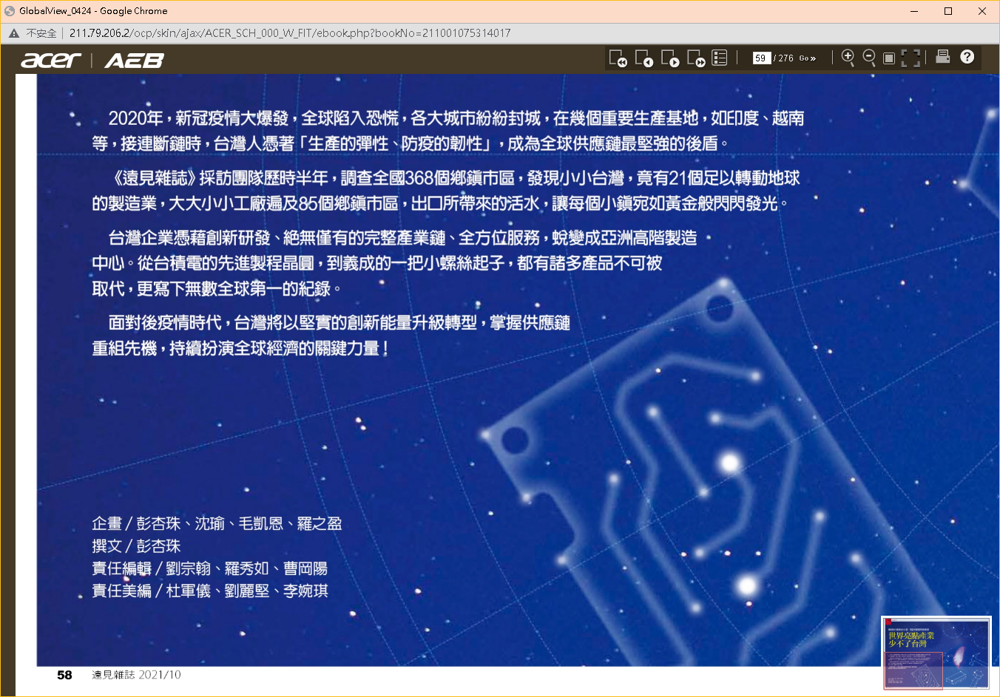 GlobalView_0424 - Google Chrome
不安全 | 211.79.206.2/ocp/skin/ajax/ACER_SCH_000_W_FIT/ebook.php?bookNo=211001075314017
acer | AEB
59 / 276 Go »
2020年，新冠疫情大爆發，全球陷入恐慌，各大城市紛紛封城，在幾個重要生產基地，如印度、越南
等，接連斷鏈時，台灣人憑著「生產的彈性、防疫的韌性」，成為全球供應鏈最堅強的後盾。
《遠見雜誌》採訪團隊歷時半年，調查全國368個鄉鎮市區，發現小小台灣，竟有21個足以轉動地球
的製造業，大大小小工廠遍及85個鄉鎮市區，出口所帶來的活水，讓每個小鎮宛如黃金般閃閃發光。
台灣企業憑藉創新研發、絕無僅有的完整產業鏈、全方位服務，蛻變成亞洲高階製造
中心。從台積電的先進製程晶圓，到義成的一把小螺絲起子，都有諸多產品不可被
取代，更寫下無數全球第一的紀錄。
面對後疫情時代，台灣將以堅實的創新能量升級轉型，掌握供應鏈
重組先機，持續扮演全球經濟的關鍵力量！
企畫／彭杏珠、沈瑜、毛凱恩、羅之盈
撰文／彭杏珠
責任編輯／劉宗翰、羅秀如、曹岡陽
責任美編／杜軍儀、劉麗堅、李婉琪
世界亮點產業
少不了台灣
58 遠見雜誌 2021/10